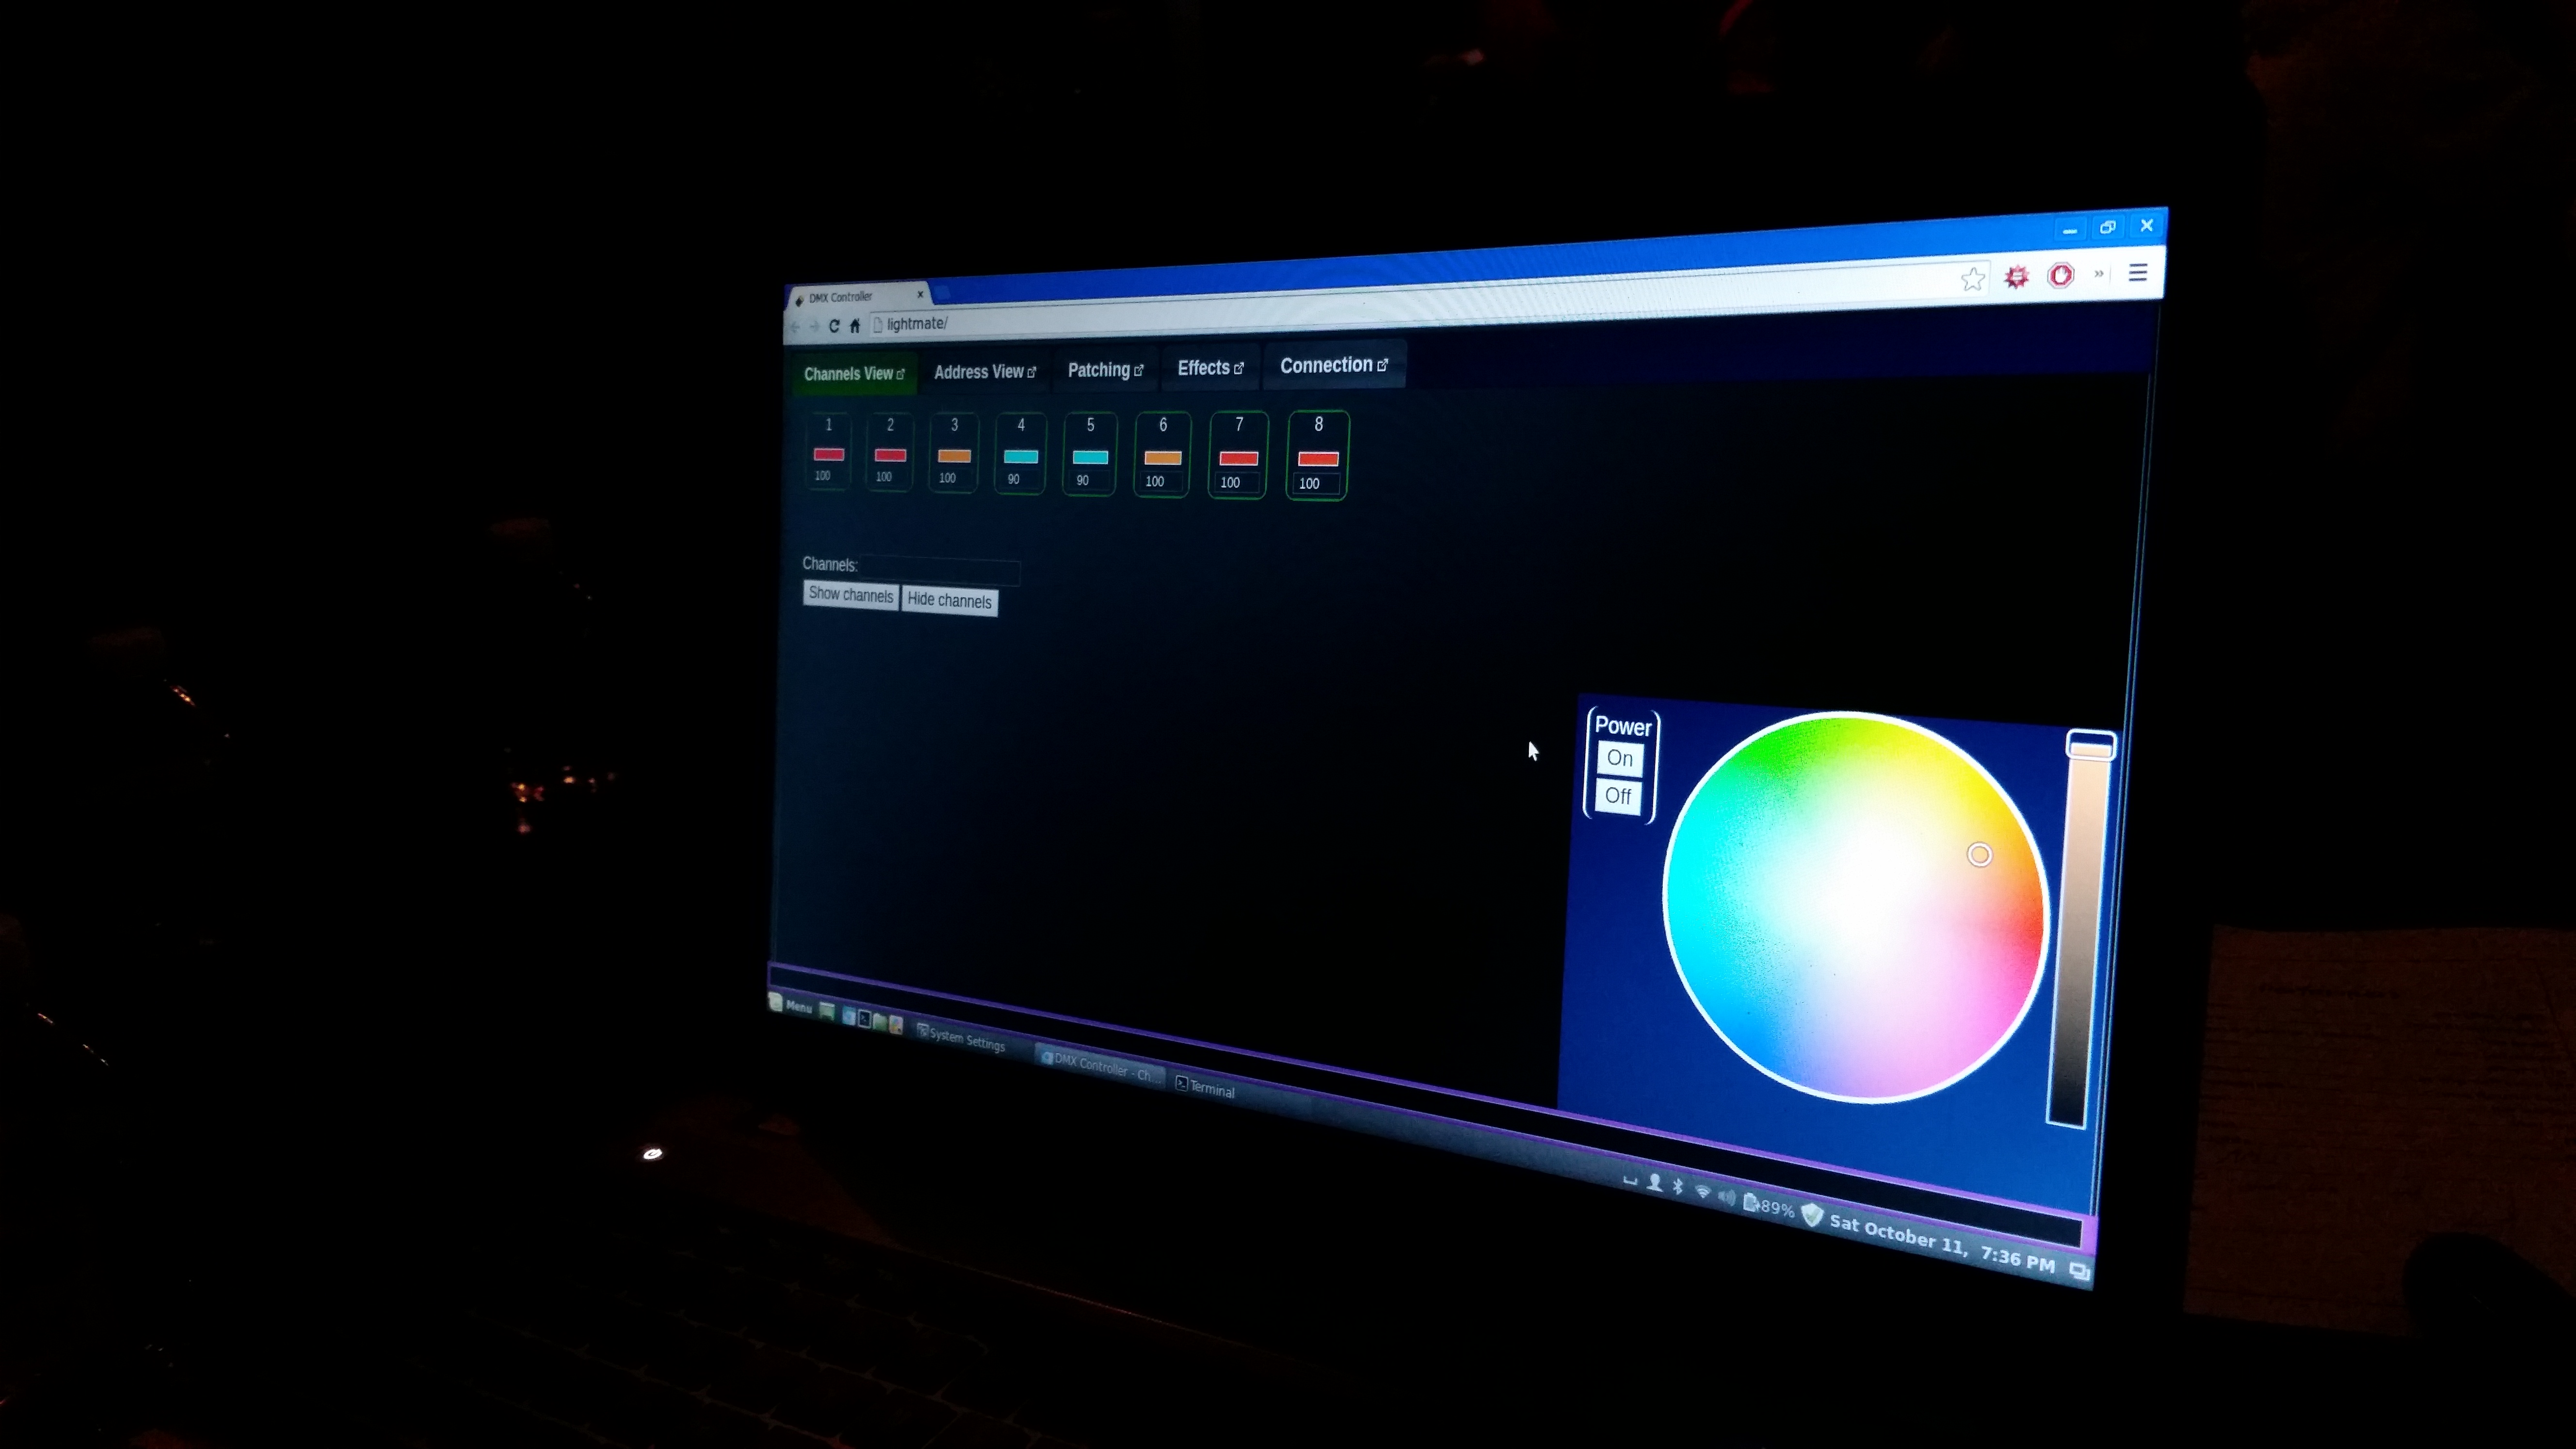 DMX Controller
lightmate/
Channels View Address View Patching Effects Connection
1 2 3 4 5 6 7 8
100 100 100 90 90 100 100 100
Channels:
Show channels Hide channels
Power
On
Off
Menu System Settings DMX Controller - Ch... Terminal
89% Sat October 11, 7:36 PM